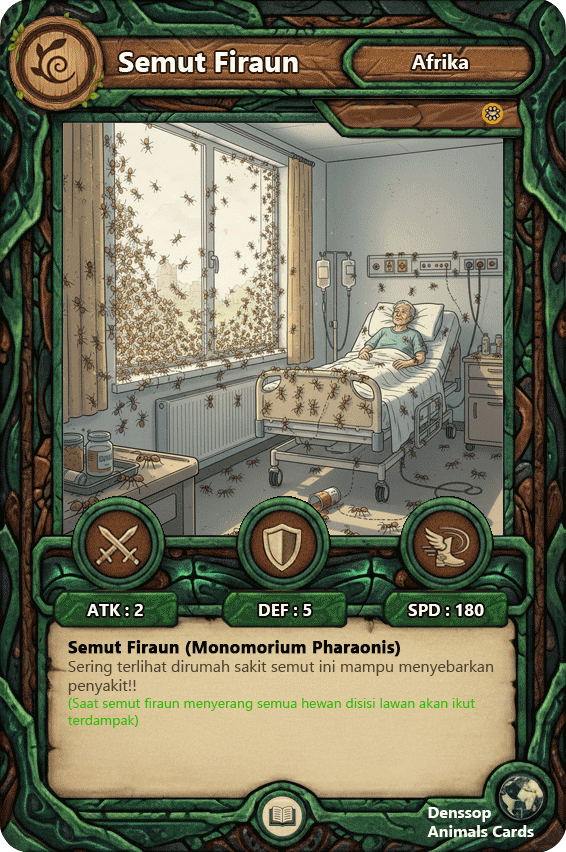 Semut Firaun
Afrika
ATK : 2
DEF : 5
SPD : 180
Semut Firaun (Monomorium Pharaonis)
Sering terlihat dirumah sakit semut ini mampu menyebarkan
penyakit!!
(Saat semut firaun menyerang semua hewan disisi lawan akan ikut
terdampak)
Denssop
Animals Cards